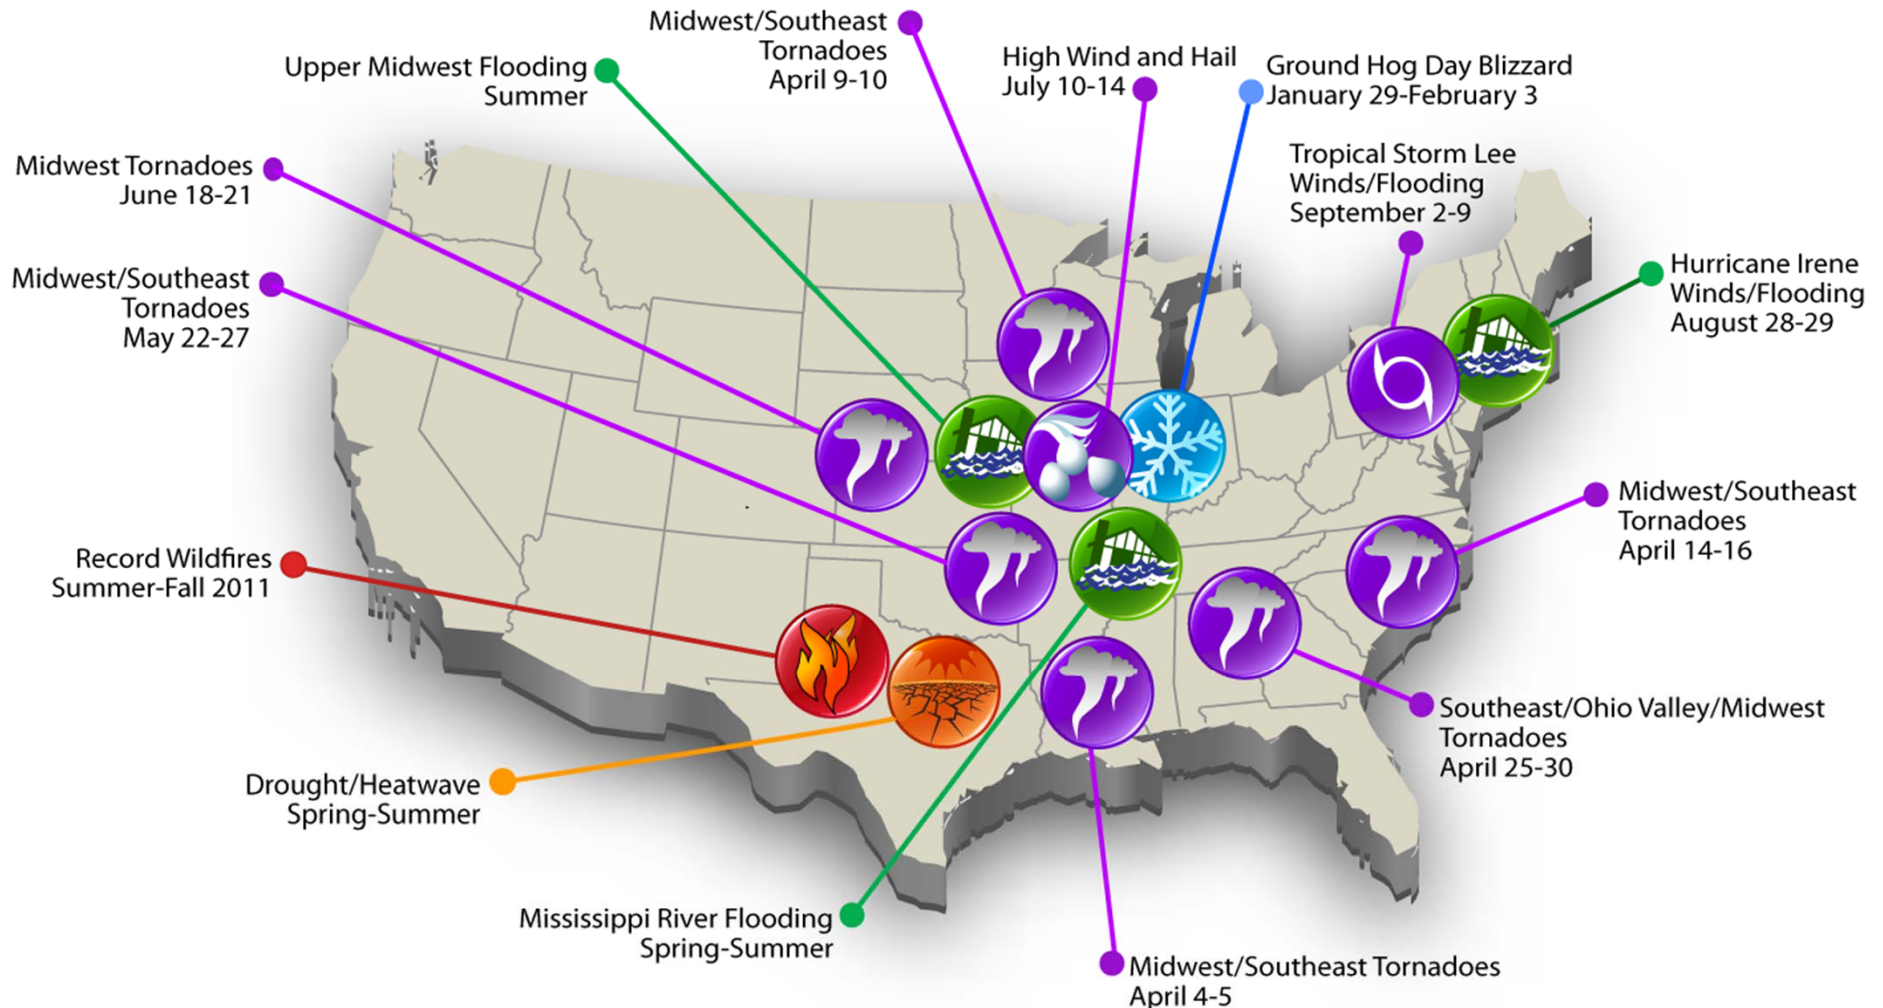 Midwest/Southeast
Tornadoes
April 9-10
High Wind and Hail
July 10-14
Ground Hog Day Blizzard
January 29-February 3
Upper Midwest Flooding
Summer
Tropical Storm Lee
Winds/Flooding
September 2-9
Midwest Tornadoes
June 18-21
Hurricane Irene
Winds/Flooding
August 28-29
Midwest/Southeast
Tornadoes
May 22-27
Midwest/Southeast
Tornadoes
April 14-16
Record Wildfires
Summer-Fall 2011
Southeast/Ohio Valley/Midwest
Tornadoes
April 25-30
Drought/Heatwave
Spring-Summer
Mississippi River Flooding
Spring-Summer
Midwest/Southeast Tornadoes
April 4-5